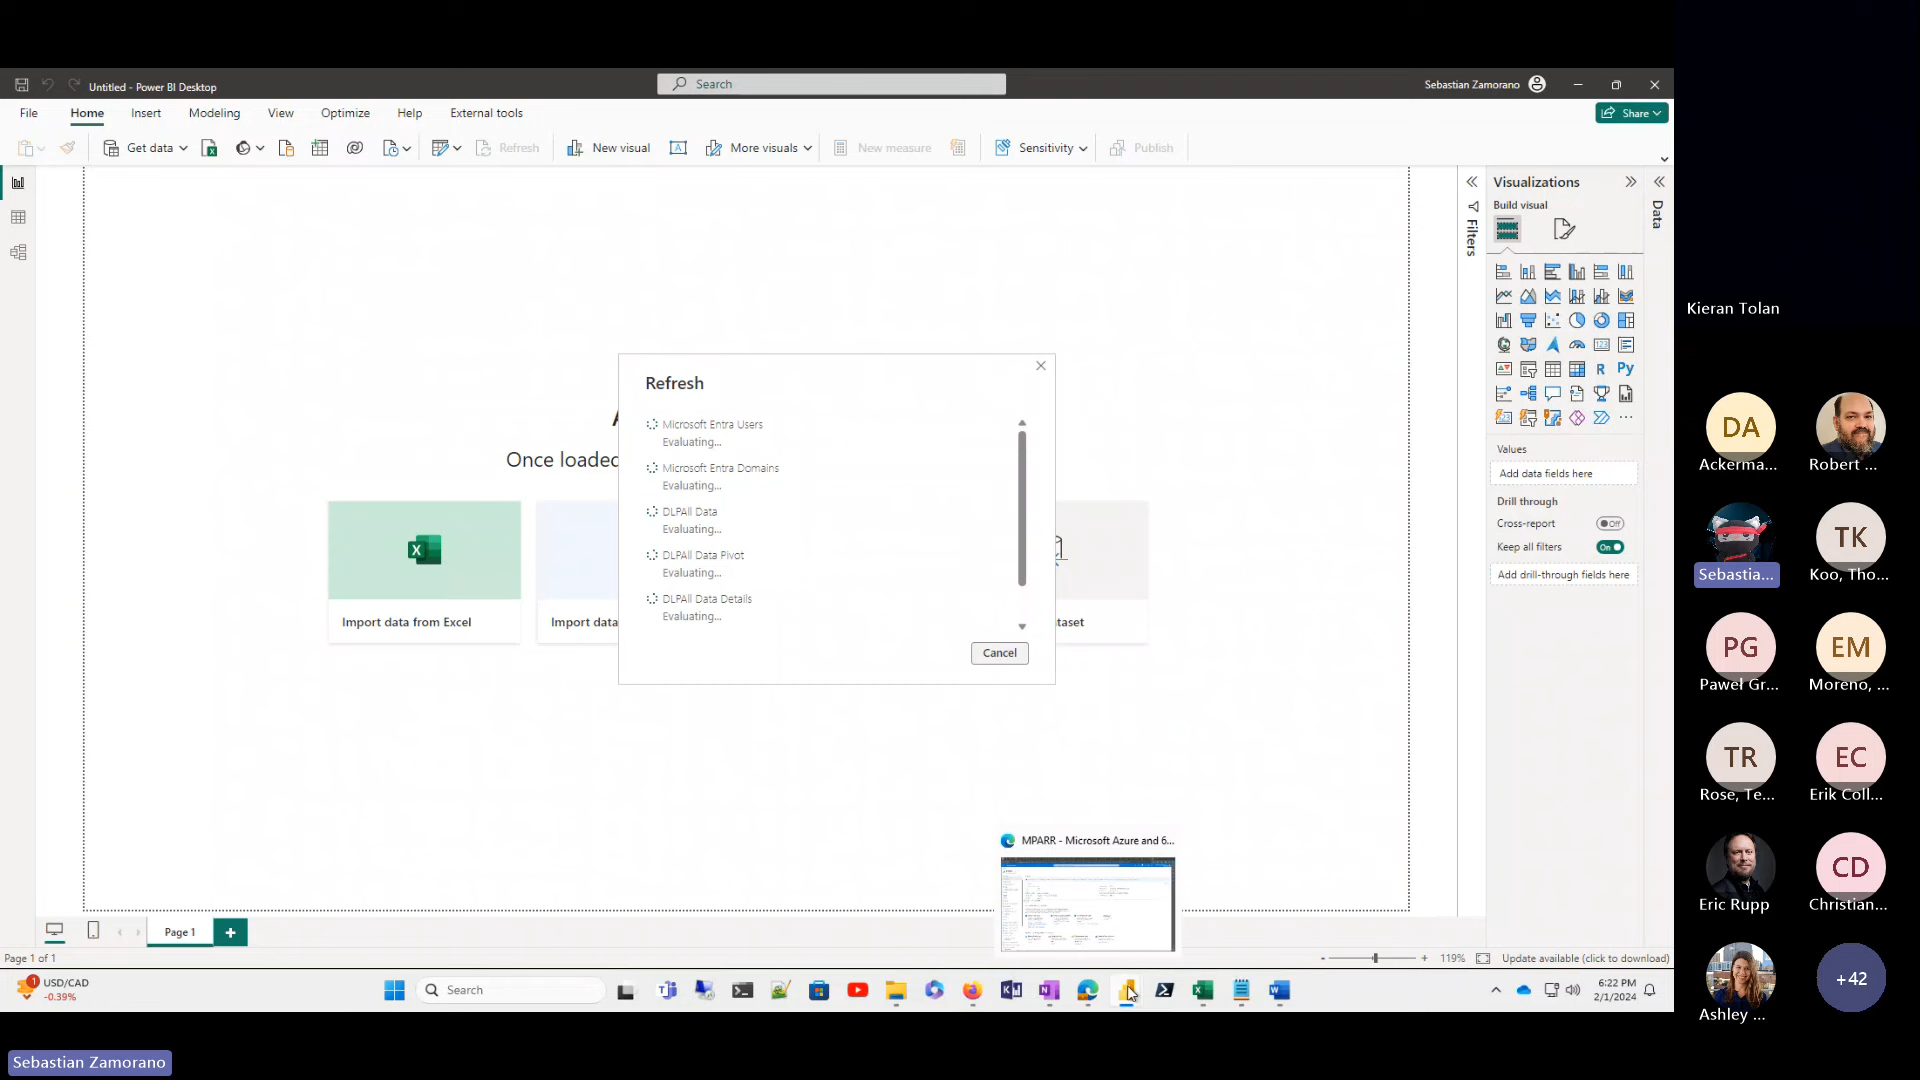 Untitled - Power BI Desktop
Search
Sebastian Zamorano
File
Home
Insert
Modeling
View
Optimize
Help
External tools
Share
Get data
Refresh
New visual
More visuals
New measure
Sensitivity
Publish
Visualizations
Build visual
Filters
Data
Once loaded
Import data from Excel
Import data
taset
Refresh
Microsoft Entra Users
Evaluating...
Microsoft Entra Domains
Evaluating...
DLPAll Data
Evaluating...
DLPAll Data Pivot
Evaluating...
DLPAll Data Details
Evaluating...
Cancel
R
Py
123
Values
Add data fields here
Drill through
Cross-report
Off
Keep all filters
On
Add drill-through fields here
MPARR - Microsoft Azure and 6...
Page 1
Page 1 of 1
119%
Update available (click to download)
1
USD/CAD
-0.39%
Search
6:22 PM
2/1/2024
Sebastian Zamorano
Kieran Tolan
DA
Ackerma...
Robert ...
Sebastia...
TK
Koo, Tho...
PG
Paweł Gr...
EM
Moreno, ...
TR
Rose, Te...
EC
Erik Coll...
Eric Rupp
CD
Christian...
Ashley ...
+42